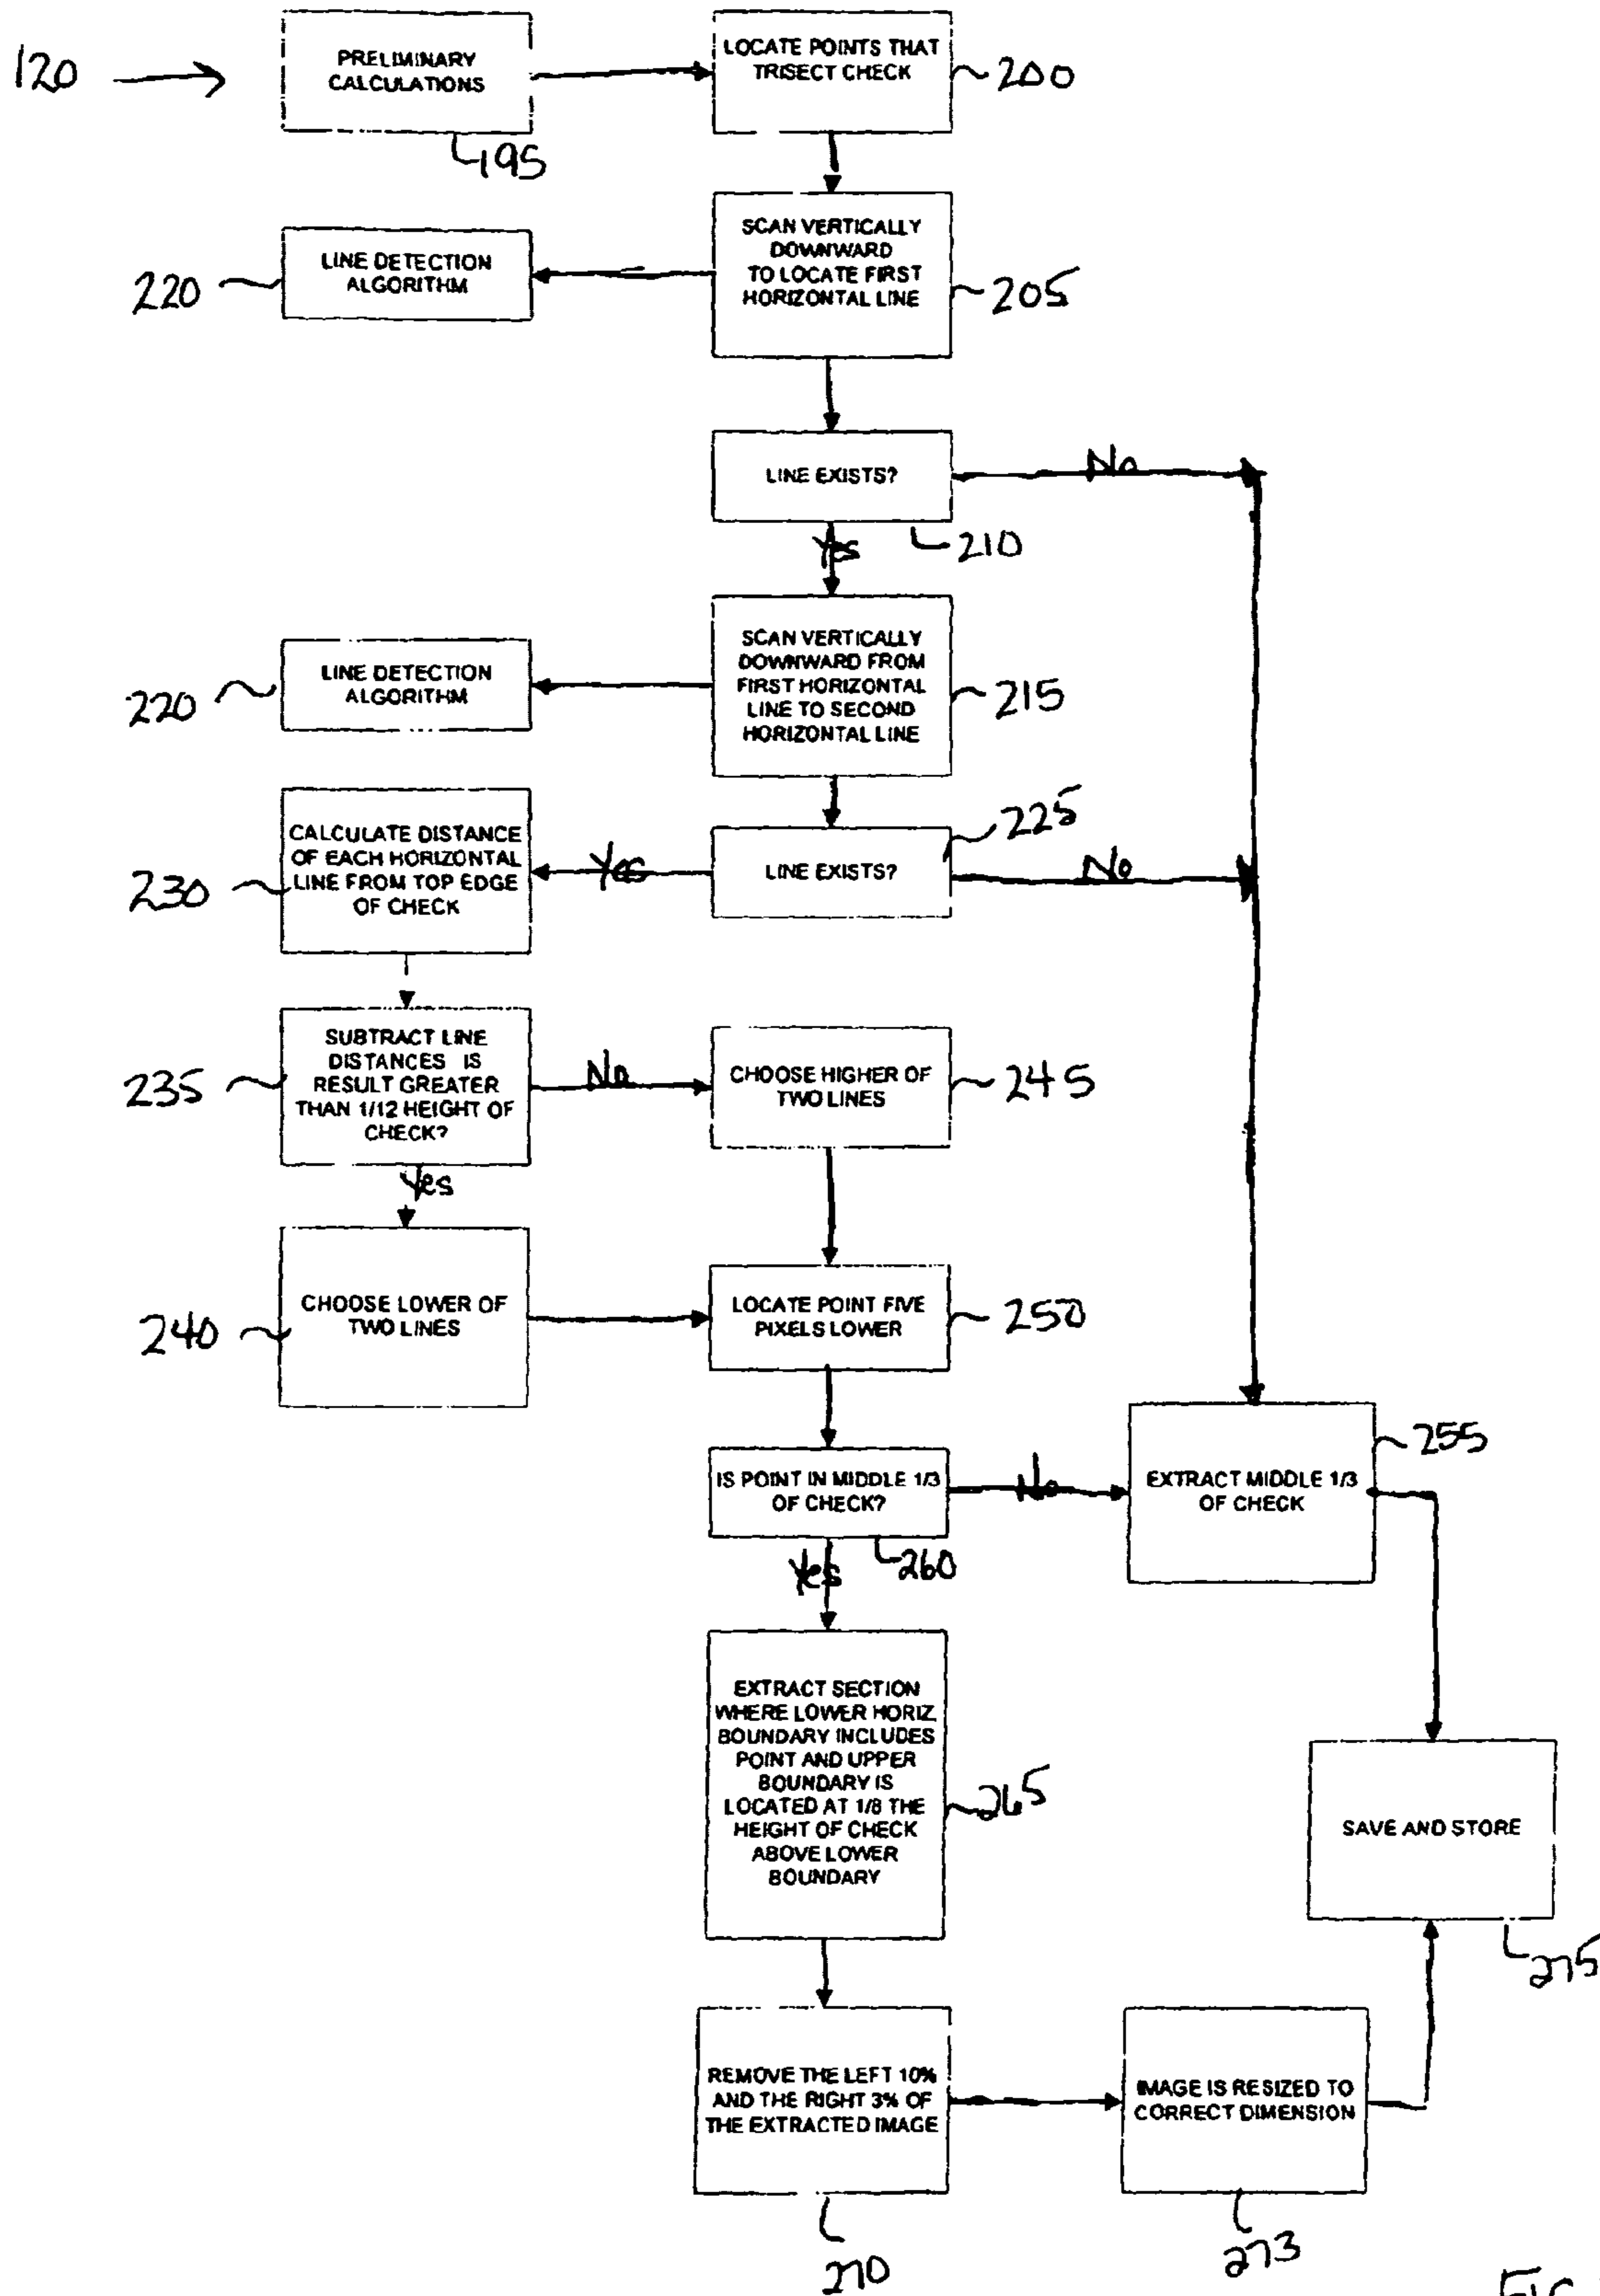 120
PRELIMINARY
CALCULATIONS
195
LOCATE POINTS THAT
TRISECT CHECK
200
SCAN VERTICALLY
DOWNWARD
TO LOCATE FIRST
HORIZONTAL LINE
205
LINE DETECTION
ALGORITHM
220
LINE EXISTS?
No
210
Yes
SCAN VERTICALLY
DOWNWARD FROM
FIRST HORIZONTAL
LINE TO SECOND
HORIZONTAL LINE
215
LINE DETECTION
ALGORITHM
220
225
LINE EXISTS?
No
Yes
CALCULATE DISTANCE
OF EACH HORIZONTAL
LINE FROM TOP EDGE
OF CHECK
230
SUBTRACT LINE
DISTANCES IS
RESULT GREATER
THAN 1/12 HEIGHT OF
CHECK?
235
No
Yes
CHOOSE HIGHER OF
TWO LINES
245
CHOOSE LOWER OF
TWO LINES
240
LOCATE POINT FIVE
PIXELS LOWER
250
IS POINT IN MIDDLE 1/3
OF CHECK?
No
260
Yes
EXTRACT MIDDLE 1/3
OF CHECK
255
EXTRACT SECTION
WHERE LOWER HORIZ.
BOUNDARY INCLUDES
POINT AND UPPER
BOUNDARY IS
LOCATED AT 1/8 THE
HEIGHT OF CHECK
ABOVE LOWER
BOUNDARY
265
SAVE AND STORE
275
REMOVE THE LEFT 10%
AND THE RIGHT 3% OF
THE EXTRACTED IMAGE
270
IMAGE IS RESIZED TO
CORRECT DIMENSION
273